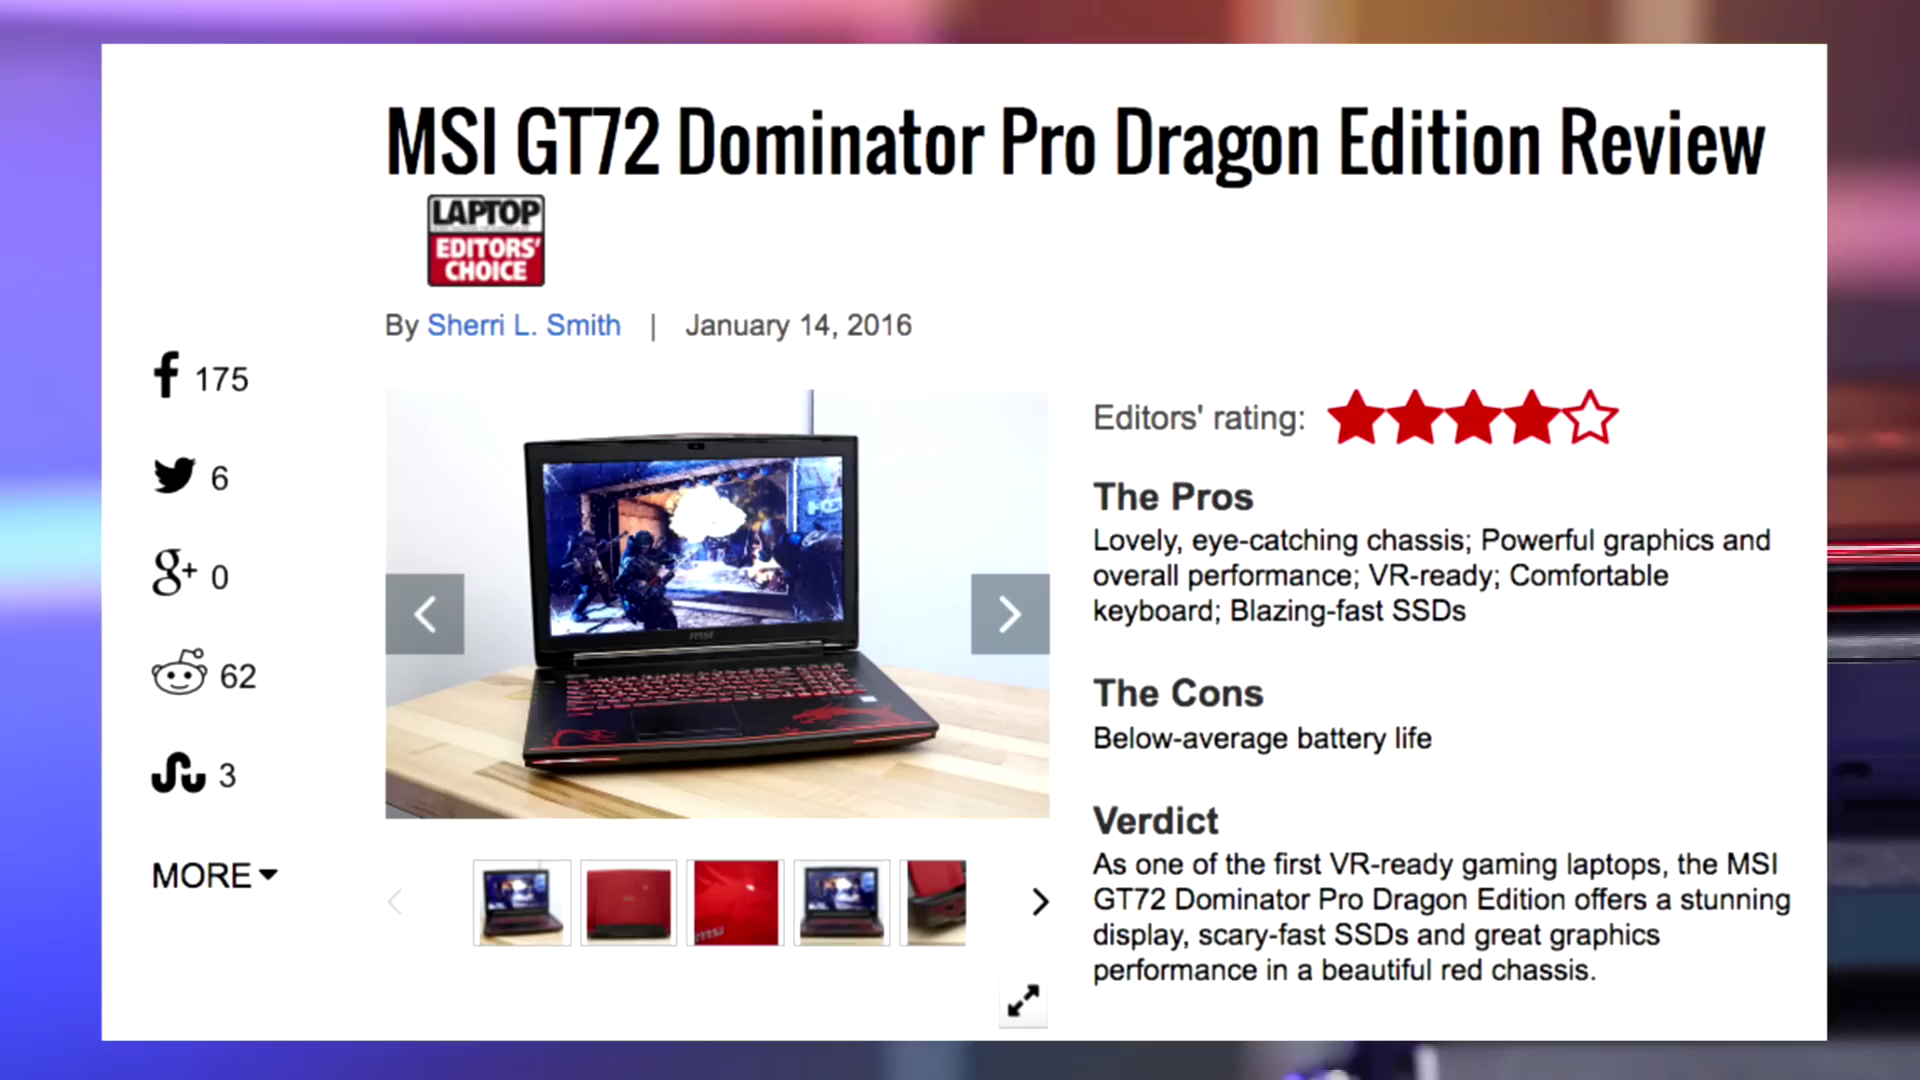 MSI GT72 Dominator Pro Dragon Edition Review
LAPTOP
EDITORS'
CHOICE
By Sherri L. Smith | January 14, 2016
175
6
g+ 0
62
3
MORE
msi
msi
Editors' rating:
The Pros
Lovely, eye-catching chassis; Powerful graphics and
overall performance; VR-ready; Comfortable
keyboard; Blazing-fast SSDs
The Cons
Below-average battery life
Verdict
As one of the first VR-ready gaming laptops, the MSI
GT72 Dominator Pro Dragon Edition offers a stunning
display, scary-fast SSDs and great graphics
performance in a beautiful red chassis.